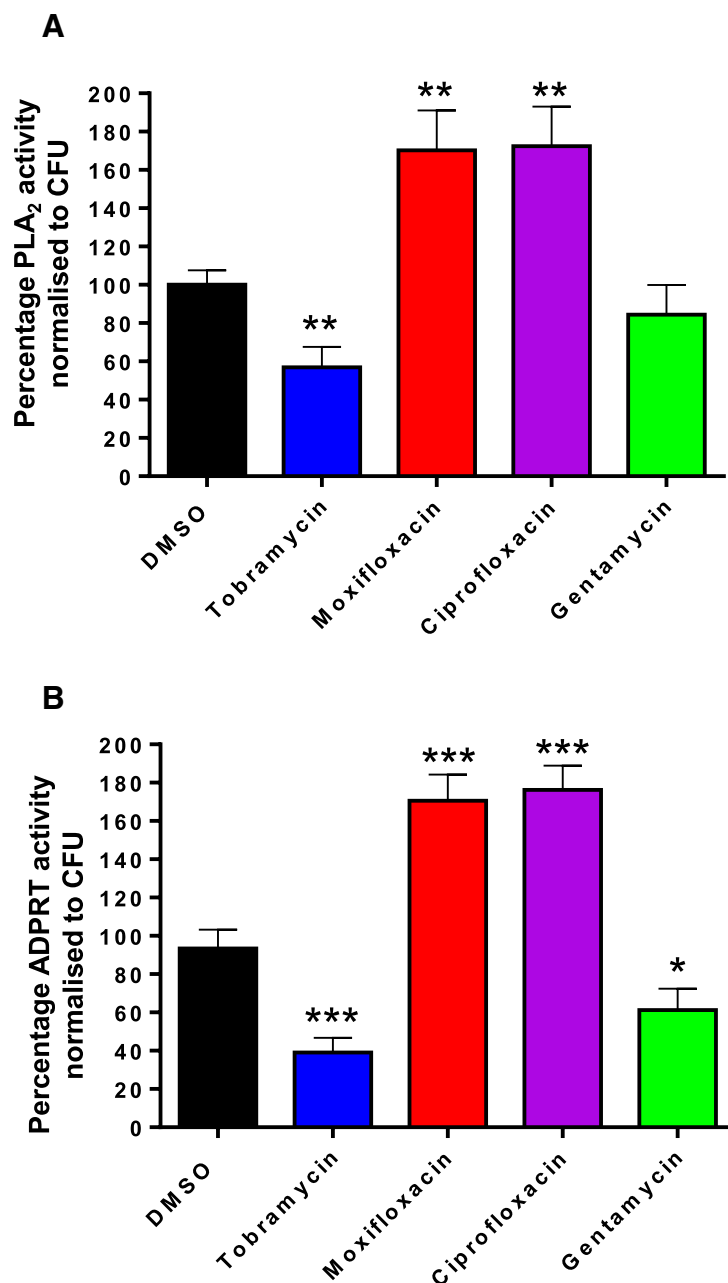 A
Percentage PLA₂ activity
normalised to CFU
200
180
160
140
120
100
80
60
40
20
0
**
**
**
DMSO
Tobramycin
Moxifloxacin
Ciprofloxacin
Gentamycin
B
Percentage ADPRT activity
normalised to CFU
200
180
160
140
120
100
80
60
40
20
0
***
***
***
*
DMSO
Tobramycin
Moxifloxacin
Ciprofloxacin
Gentamycin